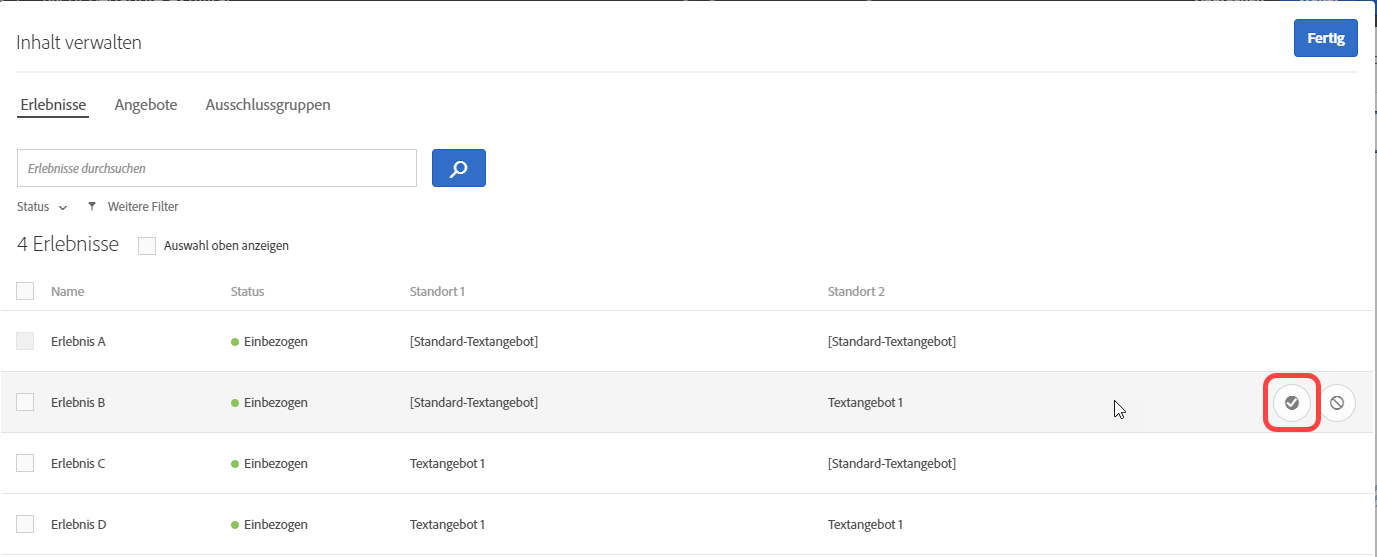 Inhalt verwalten
Fertig
Erlebnisse Angebote Ausschlussgruppen
Erlebnisse durchsuchen
Status Weitere Filter
4 Erlebnisse Auswahl oben anzeigen
Name Status Standort 1 Standort 2
Erlebnis A Einbezogen [Standard-Textangebot] [Standard-Textangebot]
Erlebnis B Einbezogen [Standard-Textangebot] Textangebot 1
Erlebnis C Einbezogen Textangebot 1 [Standard-Textangebot]
Erlebnis D Einbezogen Textangebot 1 Textangebot 1